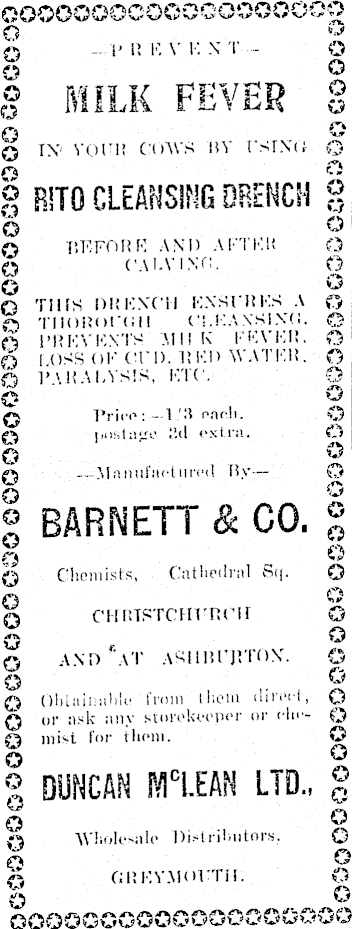 —PREVENT—
MILK FEVER
IN YOUR COWS BY USING
RITO CLEANSING DRENCH
BEFORE AND AFTER
CALVING.
THIS DRENCH ENSURES A
THOROUGH CLEANSING,
PREVENTS MILK FEVER,
LOSS OF CUD, RED WATER,
PARALYSIS, ETC.
Price:—1/3 each,
postage 3d extra.
—Manufactured By—
BARNETT & CO.
Chemists, Cathedral Sq.
CHRISTCHURCH
AND AT ASHBURTON.
Obtainable from them direct,
or ask any storekeeper or che-
mist for them.
DUNCAN McLEAN LTD.,
Wholesale Distributors,
GREYMOUTH.